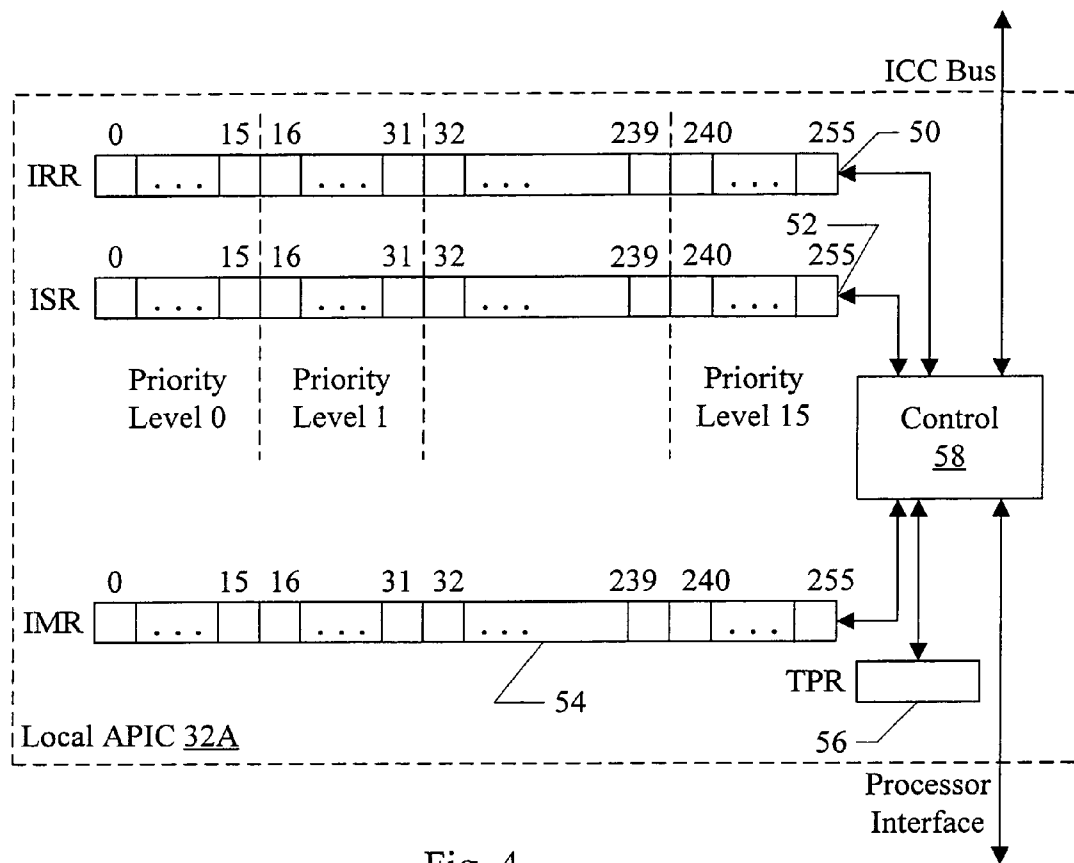 ICC Bus
0 15 16 31 32 239 240 255 50
IRR ... ... ... ...
52
0 15 16 31 32 239 240 255
ISR ... ... ... ...
Priority Level 0
Priority Level 1
Priority Level 15
Control
58
0 15 16 31 32 239 240 255
IMR ... ... ... ...
TPR
54
56
Local APIC 32A
Processor
Interface
Fig. 4